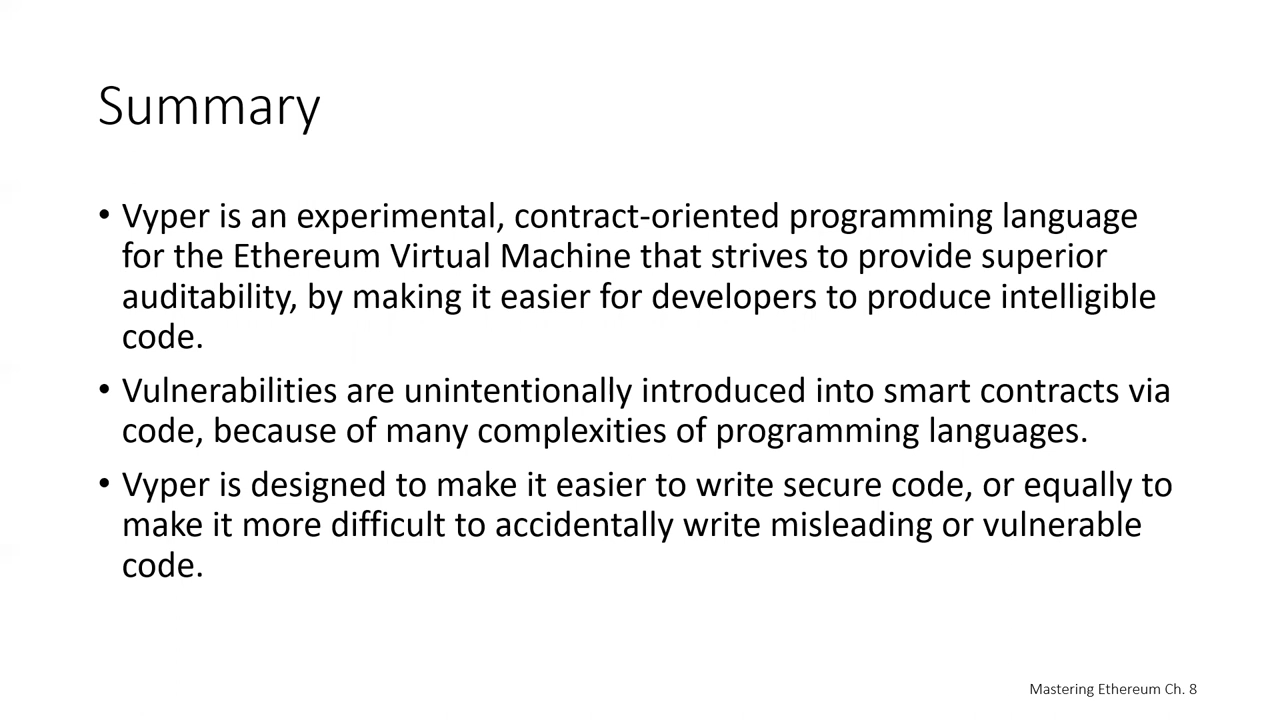 Summary
• Vyper is an experimental, contract-oriented programming language
for the Ethereum Virtual Machine that strives to provide superior
auditability, by making it easier for developers to produce intelligible
code.
• Vulnerabilities are unintentionally introduced into smart contracts via
code, because of many complexities of programming languages.
• Vyper is designed to make it easier to write secure code, or equally to
make it more difficult to accidentally write misleading or vulnerable
code.
Mastering Ethereum Ch. 8